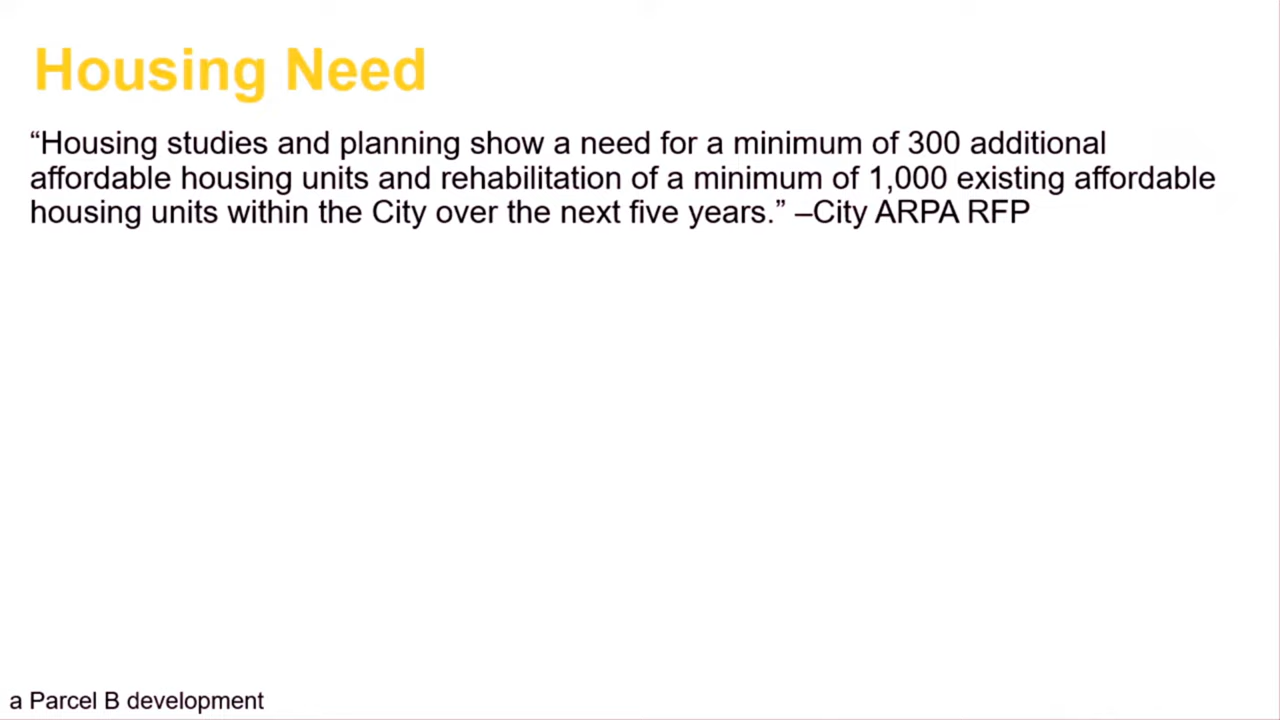 Housing Need
“Housing studies and planning show a need for a minimum of 300 additional
affordable housing units and rehabilitation of a minimum of 1,000 existing affordable
housing units within the City over the next five years.” –City ARPA RFP
a Parcel B development